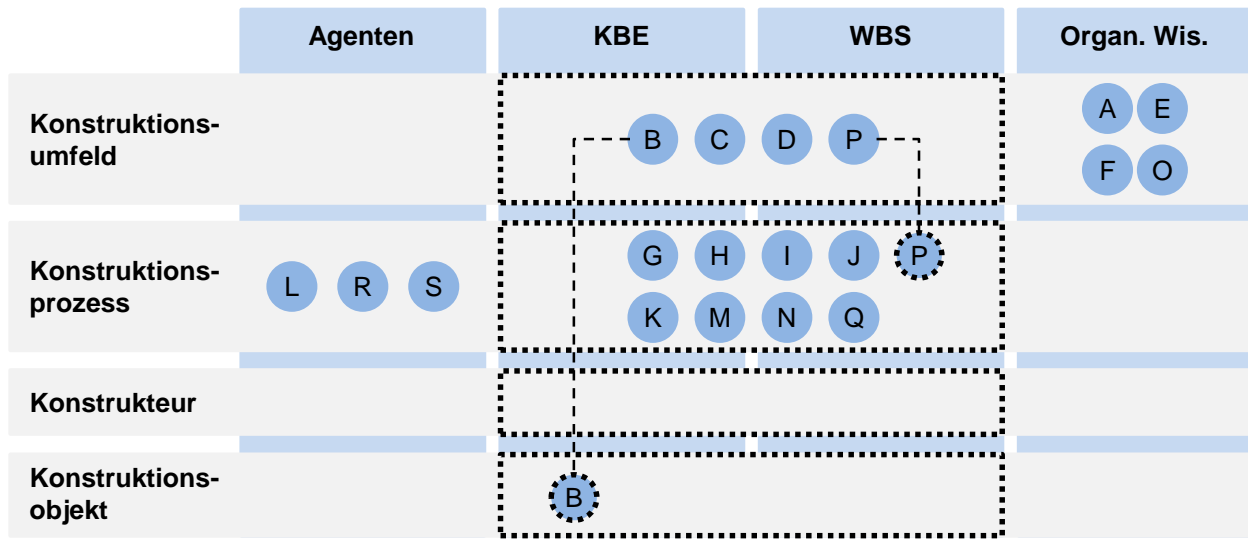 Agenten KBE WBS Organ. Wis.
Konstruktions-
umfeld
B C D P
A E
F O
Konstruktions-
prozess
L R S
G H I J P
K M N Q
Konstrukteur
Konstruktions-
objekt
B